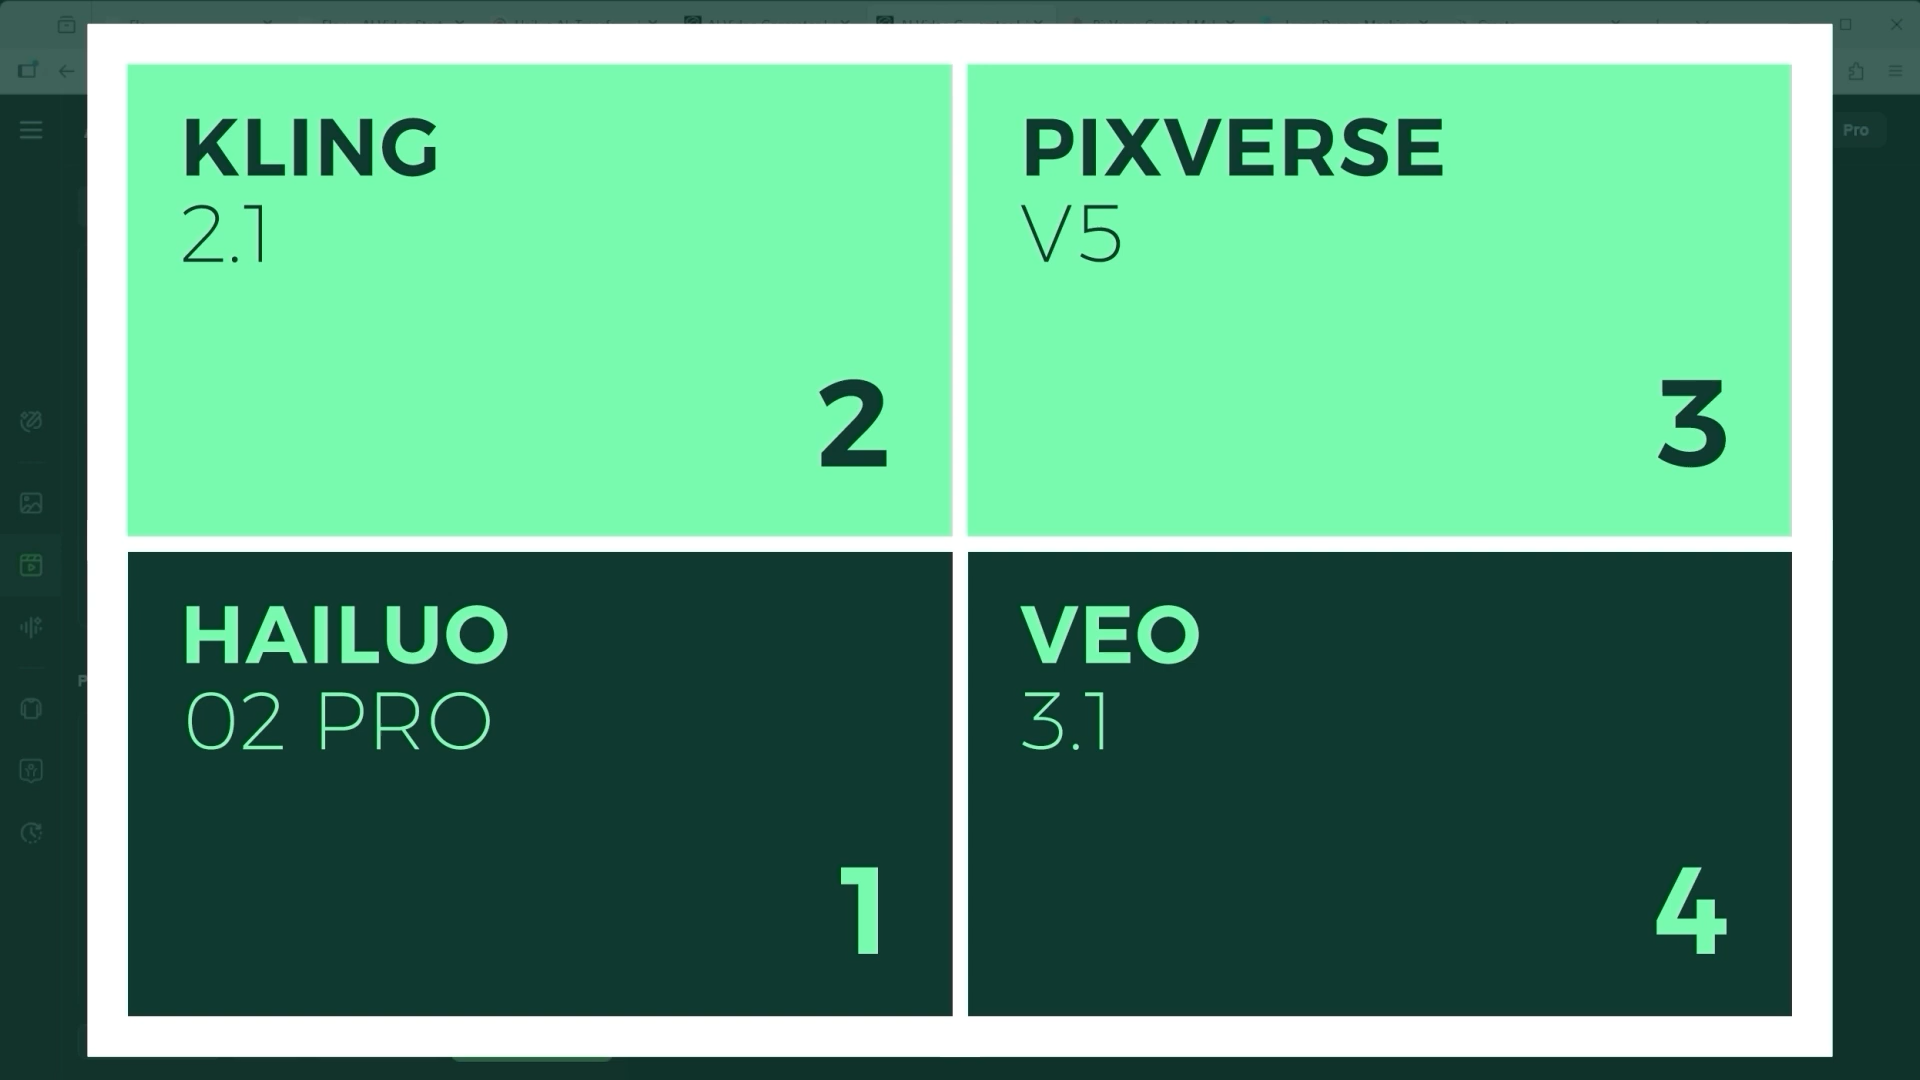 KLING
2.1
2
PIXVERSE
V5
3
HAILUO
02 PRO
1
VEO
3.1
4
Pro